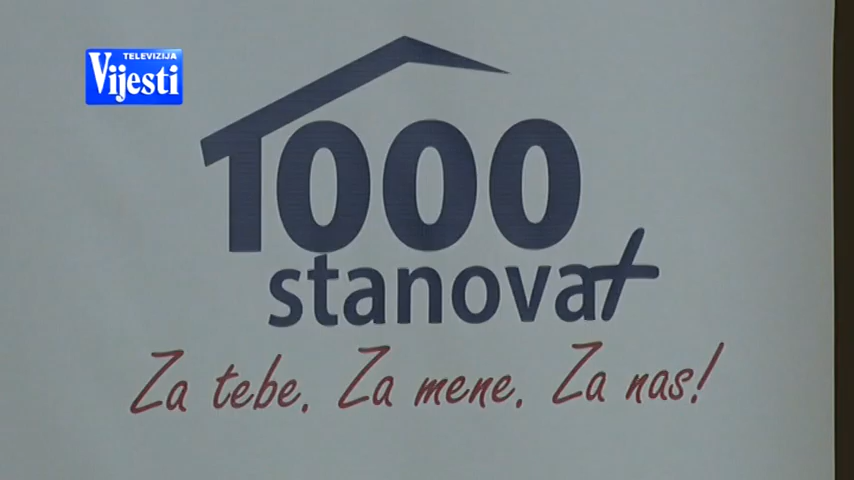 TELEVIZIJA
Vijesti
1000
stanova+
Za tebe. Za mene. Za nas!